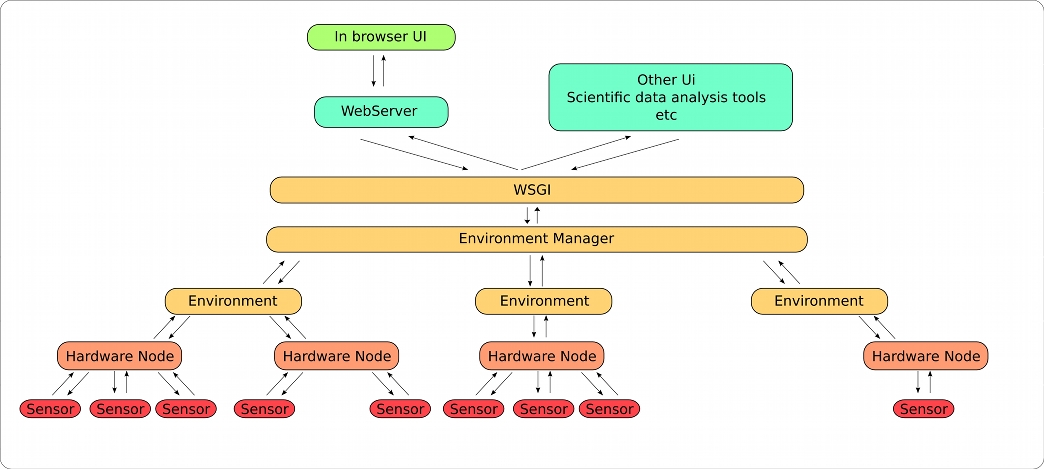 In browser UI
WebServer
Other Ui
Scientific data analysis tools
etc
WSGI
Environment Manager
Environment
Environment
Environment
Hardware Node
Hardware Node
Hardware Node
Hardware Node
Sensor
Sensor
Sensor
Sensor
Sensor
Sensor
Sensor
Sensor
Sensor